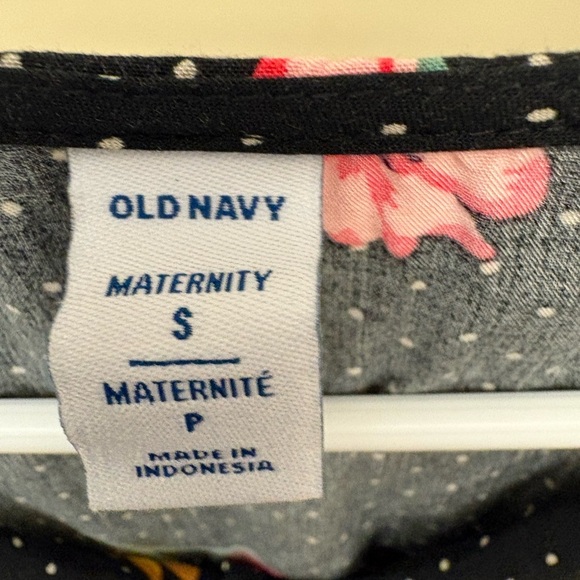 OLD NAVY
MATERNITY
S
MATERNITÉ
P
MADE IN
INDONESIA